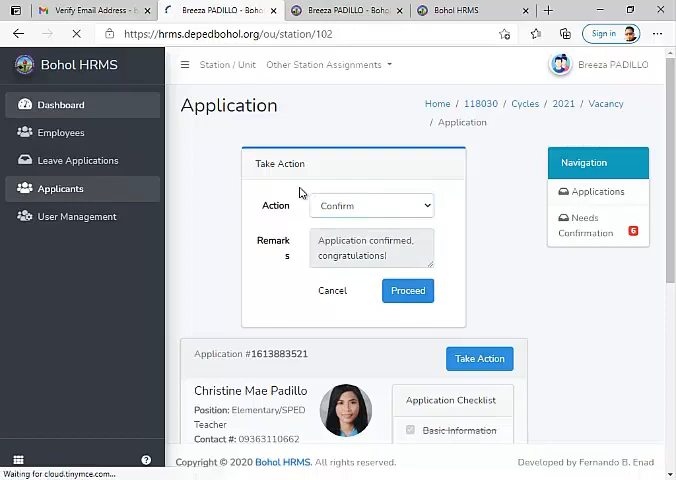 Verify Email Address - B
Breeza PADILLO - Bohol
Breeza PADILLO - Bohol
Bohol HRMS
https://hrms.depedbohol.org/ou/station/102
Sign in
Bohol HRMS
Station / Unit
Other Station Assignments
Breeza PADILLO
Dashboard
Employees
Leave Applications
Applicants
User Management
Application
Home / 118030 / Cycles / 2021 / Vacancy
/ Application
Take Action
Action
Confirm
Remark
s
Application confirmed,
congratulations!
Cancel
Proceed
Navigation
Applications
Needs
Confirmation
6
Application #1613883521
Take Action
Christine Mae Padillo
Position: Elementary/SPED
Teacher
Contact #: 09363110662
Application Checklist
Basic Information
Copyright © 2020 Bohol HRMS. All rights reserved.
Developed by Fernando B. Enad
Waiting for cloud.tinymce.com...